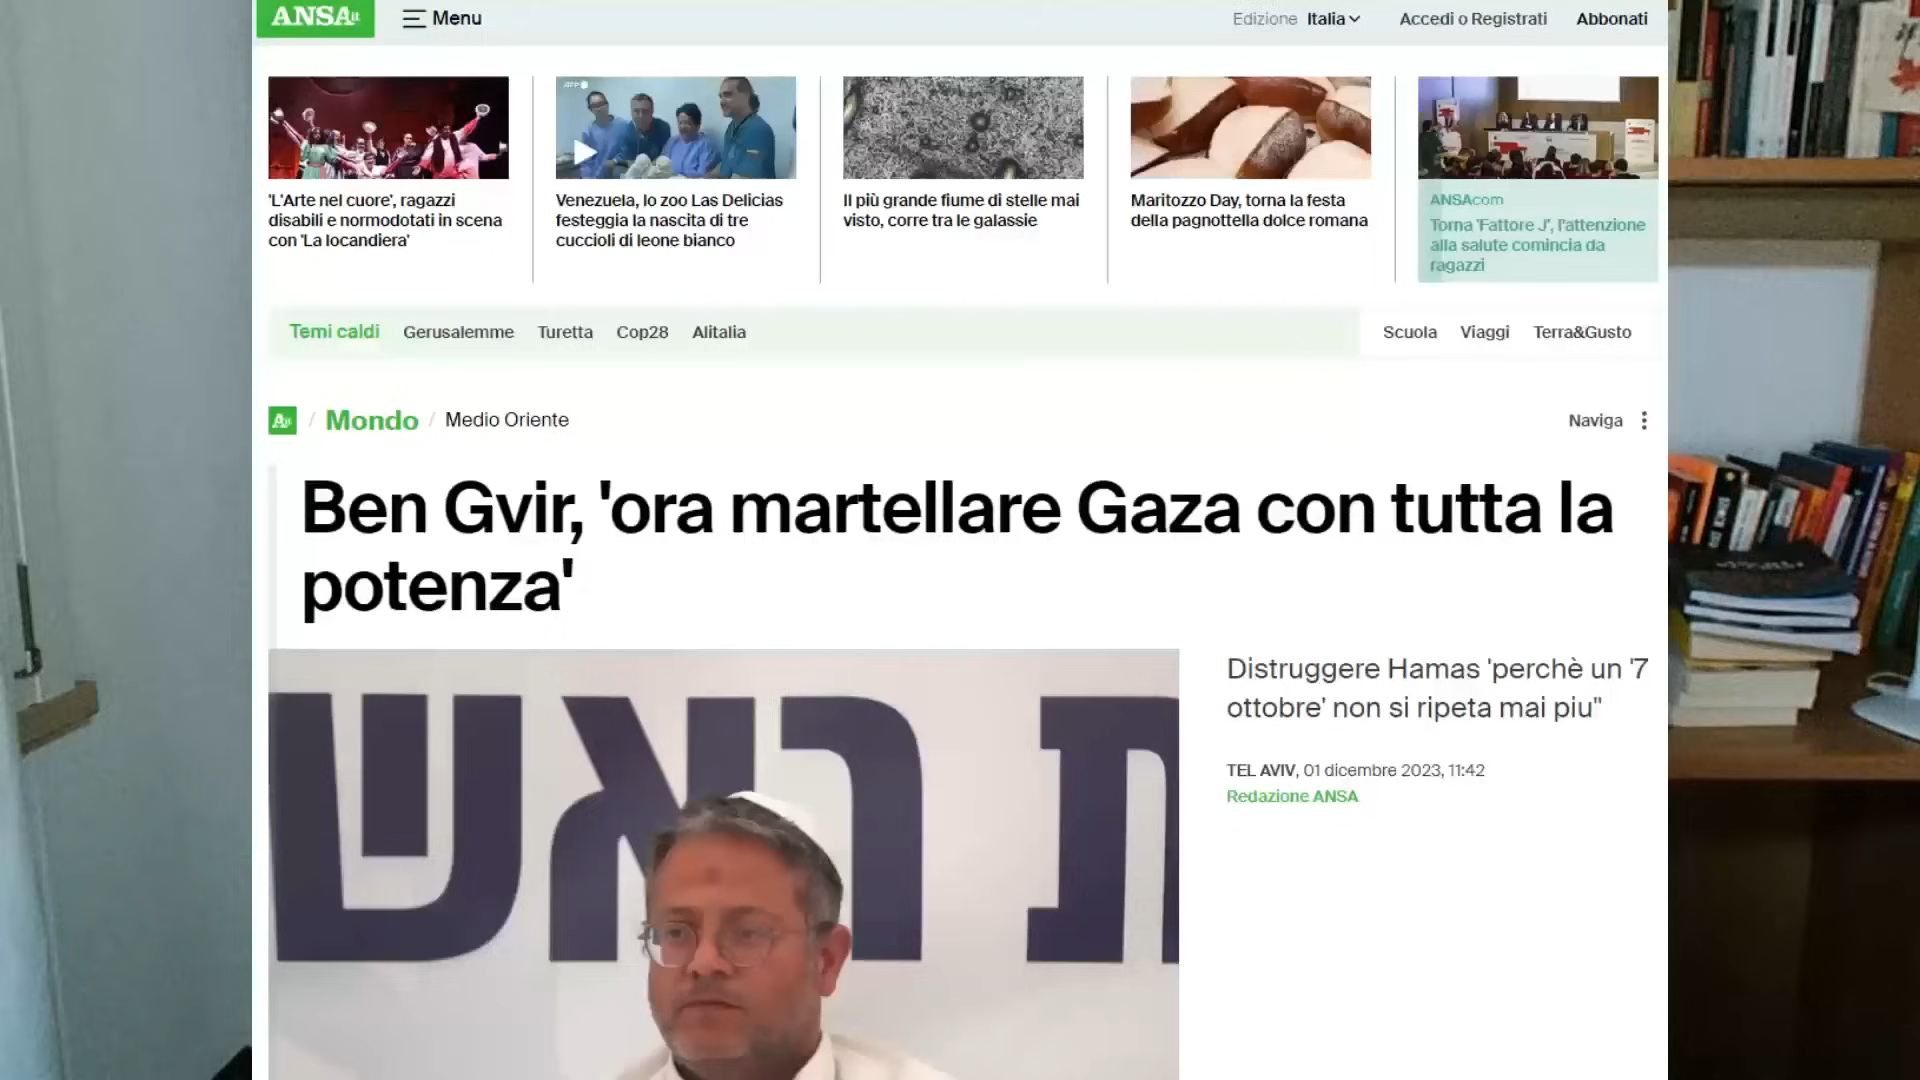 ANSA.it
Menu
Edizione Italia
Accedi o Registrati
Abbonati
'L'Arte nel cuore', ragazzi
disabili e normodotati in scena
con 'La locandiera'
AFP
Venezuela, lo zoo Las Delicias
festeggia la nascita di tre
cuccioli di leone bianco
Il più grande fiume di stelle mai
visto, corre tra le galassie
Maritozzo Day, torna la festa
della pagnottella dolce romana
ANSAcom
Torna 'Fattore J', l'attenzione
alla salute comincia da
ragazzi
Temi caldi Gerusalemme Turetta Cop28 Alitalia
Scuola Viaggi Terra&Gusto
A.it / Mondo / Medio Oriente
Naviga
Ben Gvir, 'ora martellare Gaza con tutta la
potenza'
ת ראש
Distruggere Hamas 'perchè un '7
ottobre' non si ripeta mai piu''
TEL AVIV, 01 dicembre 2023, 11:42
Redazione ANSA